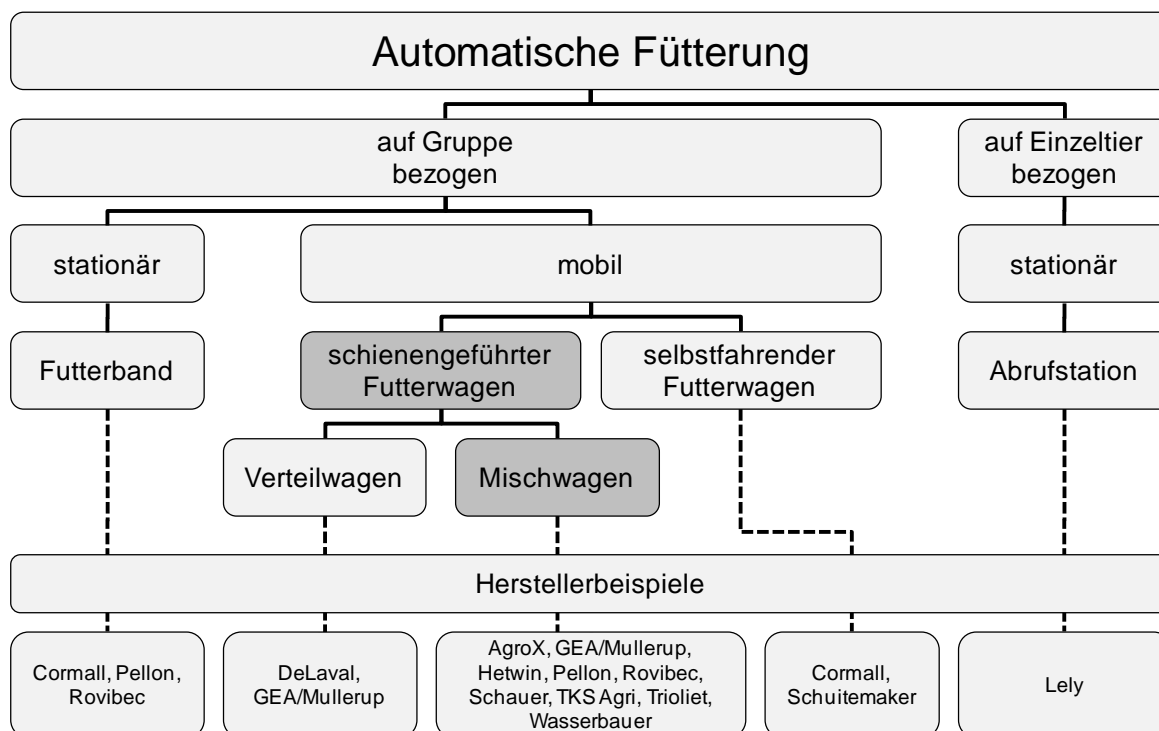 Automatische Fütterung
auf Gruppe
bezogen
auf Einzeltier
bezogen
stationär
mobil
stationär
Futterband
schienengeführter
Futterwagen
selbstfahrender
Futterwagen
Abrufstation
Verteilwagen
Mischwagen
Herstellerbeispiele
Cormall, Pellon,
Rovibec
DeLaval,
GEA/Mullerup
AgroX, GEA/Mullerup,
Hetwin, Pellon, Rovibec,
Schauer, TKS Agri, Trioliet,
Wasserbauer
Cormall,
Schuitemaker
Lely